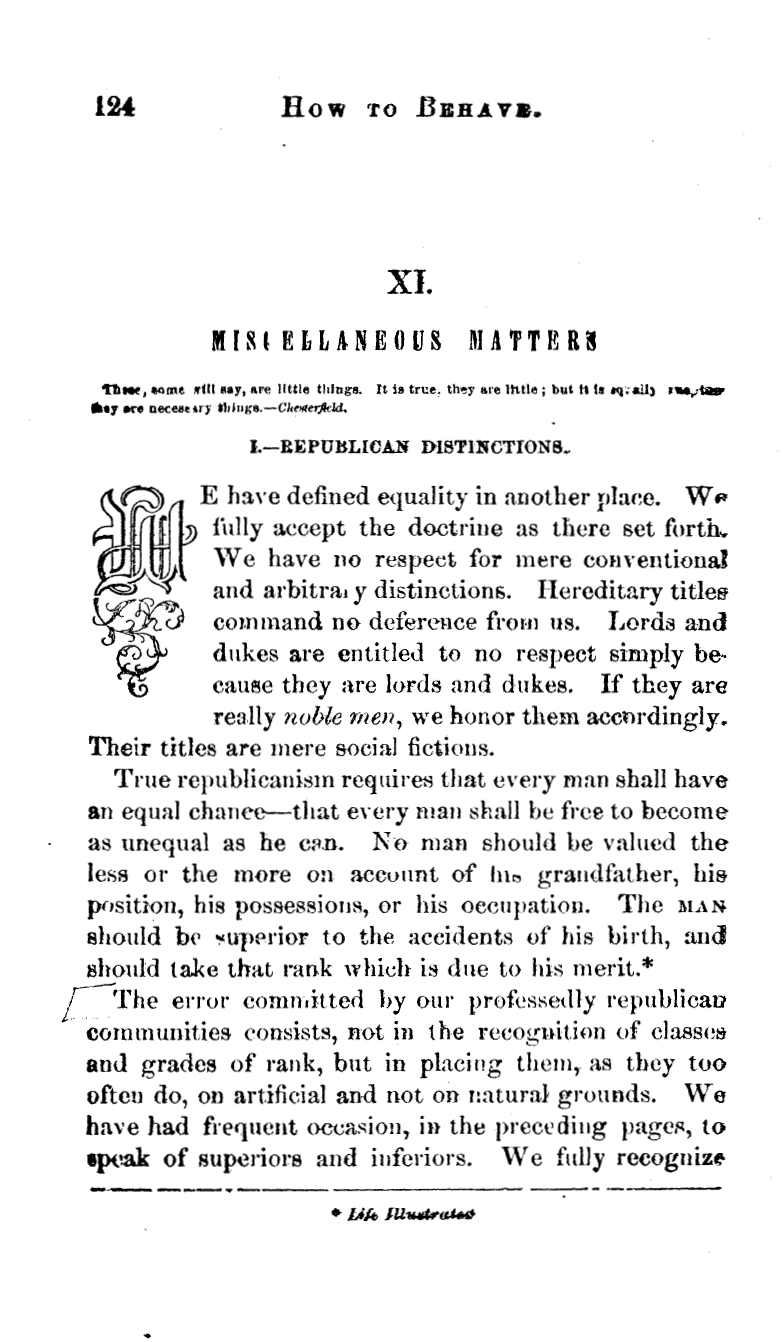 124 How to Behave.
XI.
MISCELLANEOUS MATTERS
These, some will say, are little things. It is true, they are little; but it is equally
they are necessary things.—Chesterfield.
I.—REPUBLICAN DISTINCTIONS.
WE have defined equality in another place. We
fully accept the doctrine as there set forth.
We have no respect for mere conventional
and arbitrary distinctions. Hereditary titles
command no deference from us. Lords and
dukes are entitled to no respect simply be-
cause they are lords and dukes. If they are
really noble men, we honor them accordingly.
Their titles are mere social fictions.
True republicanism requires that every man shall have
an equal chance—that every man shall be free to become
as unequal as he can. No man should be valued the
less or the more on account of his grandfather, his
position, his possessions, or his occupation. The MAN
should be superior to the accidents of his birth, and
should take that rank which is due to his merit.*
The error committed by our professedly republican
communities consists, not in the recognition of classes
and grades of rank, but in placing them, as they too
often do, on artificial and not on natural grounds. We
have had frequent occasion, in the preceding pages, to
speak of superiors and inferiors. We fully recognize
* Life Illustrated